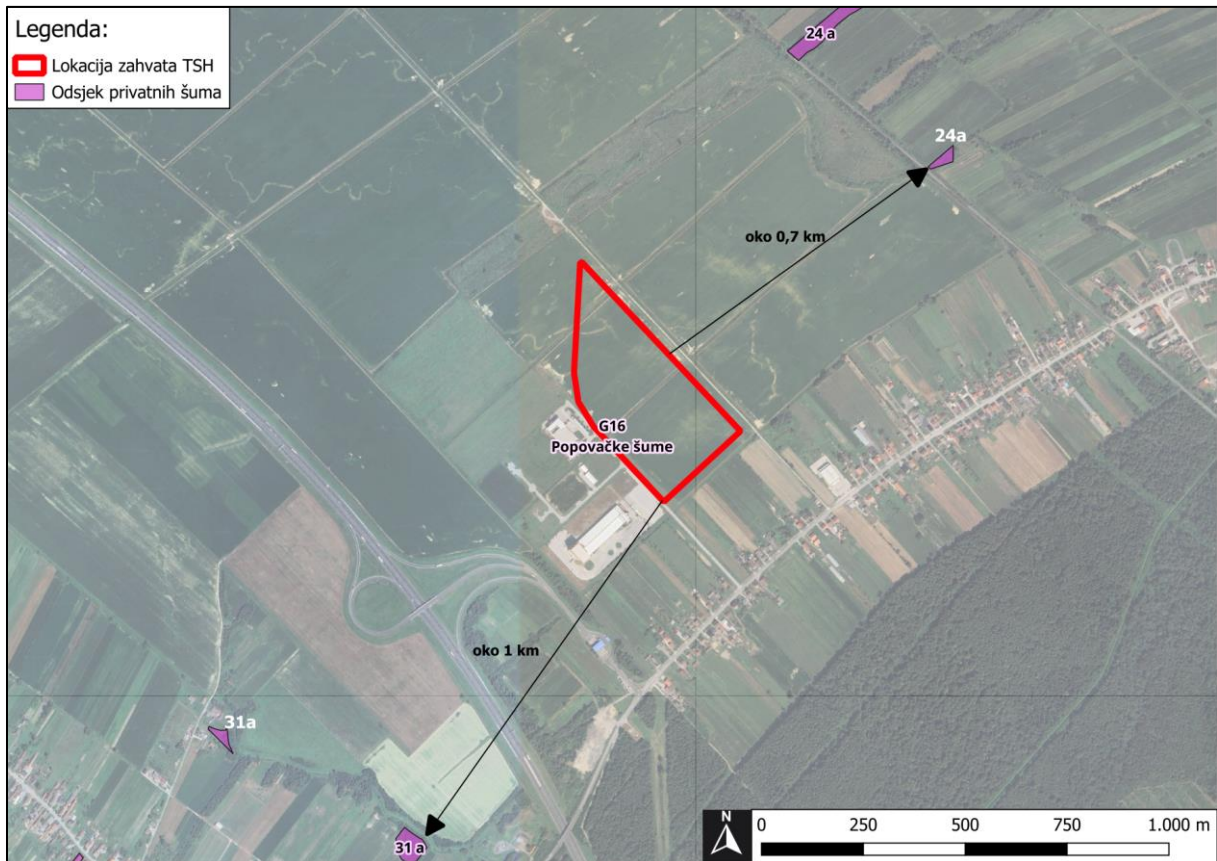 Legenda:
Lokacija zahvata TSH
Odsjek privatnih šuma
24 a
24a
oko 0,7 km
G16
Popovačke šume
oko 1 km
31a
31 a
N
0 250 500 750 1.000 m